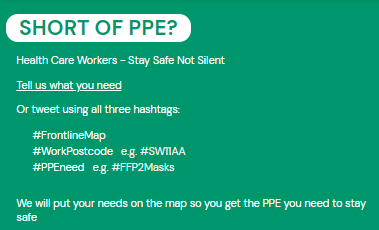 SHORT OF PPE?
Health Care Workers - Stay Safe Not Silent
Tell us what you need
Or tweet using all three hashtags:
#FrontlineMap
#WorkPostcode e.g. #SW11AA
#PPEneed e.g. #FFP2Masks
We will put your needs on the map so you get the PPE you need to stay
safe